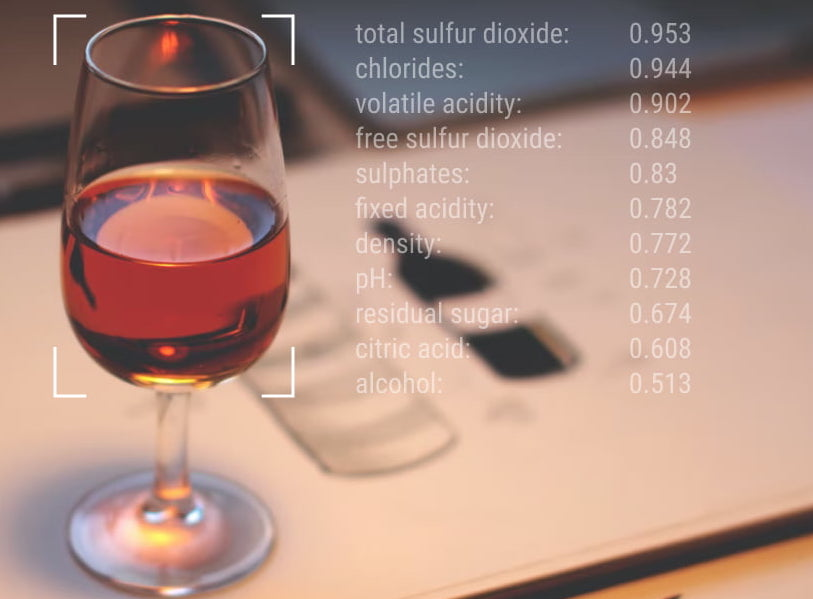 total sulfur dioxide: 0.953
chlorides: 0.944
volatile acidity: 0.902
free sulfur dioxide: 0.848
sulphates: 0.83
fixed acidity: 0.782
density: 0.772
pH: 0.728
residual sugar: 0.674
citric acid: 0.608
alcohol: 0.513